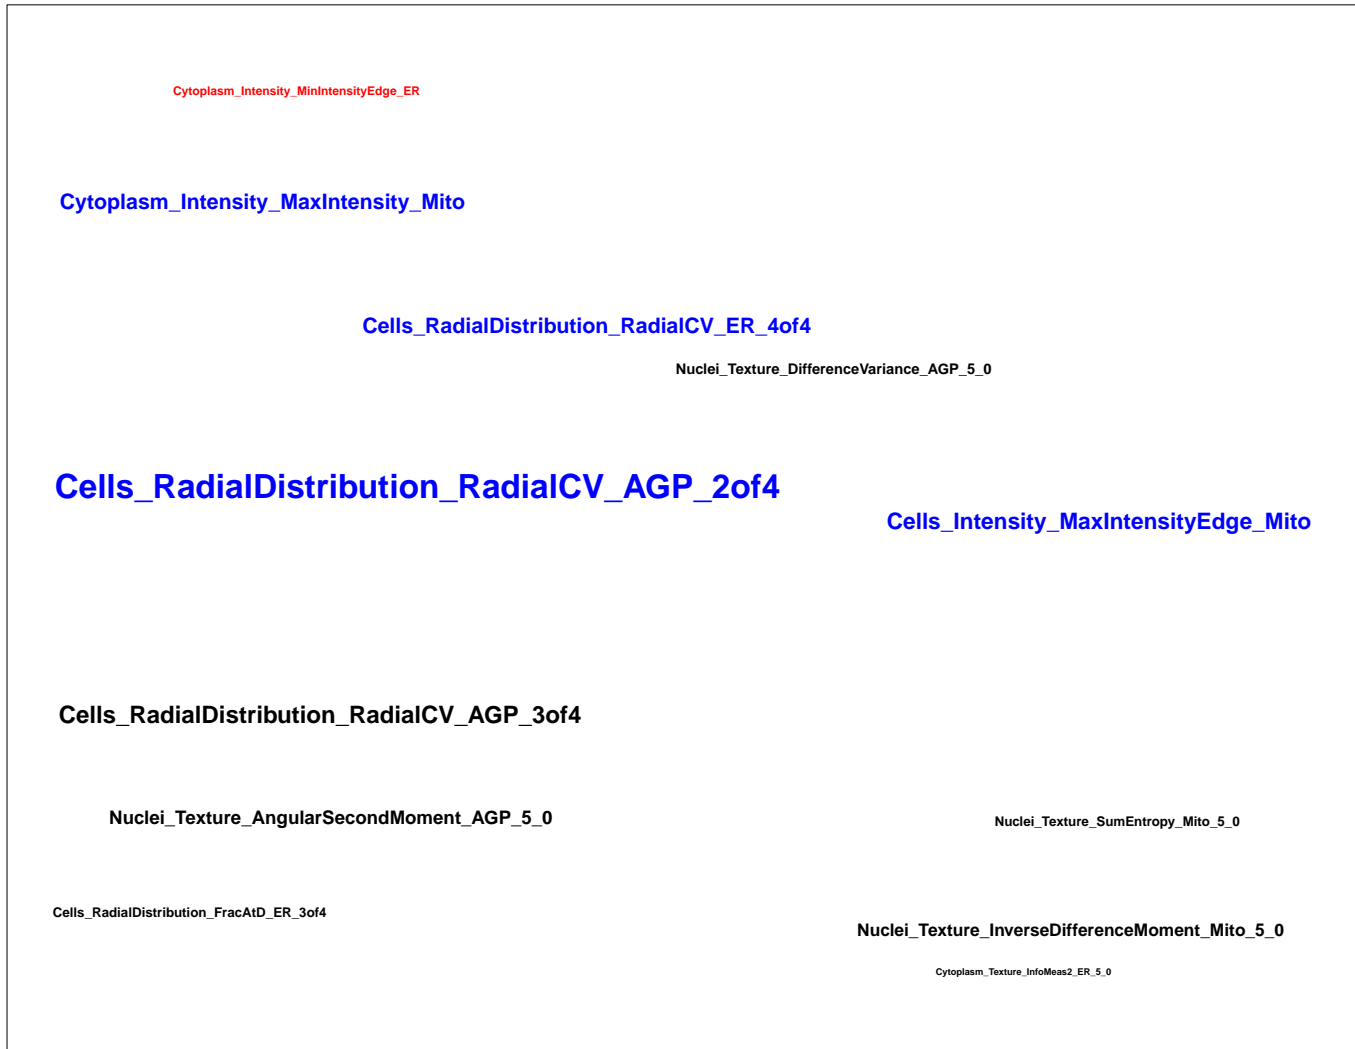 Cytoplasm_Intensity_MinIntensityEdge_ER
Cytoplasm_Intensity_MaxIntensity_Mito
Cells_RadialDistribution_RadialCV_ER_4of4
Nuclei_Texture_DifferenceVariance_AGP_5_0
Cells_RadialDistribution_RadialCV_AGP_2of4
Cells_Intensity_MaxIntensityEdge_Mito
Cells_RadialDistribution_RadialCV_AGP_3of4
Nuclei_Texture_AngularSecondMoment_AGP_5_0
Nuclei_Texture_SumEntropy_Mito_5_0
Cells_RadialDistribution_FracAtD_ER_3of4
Nuclei_Texture_InverseDifferenceMoment_Mito_5_0
Cytoplasm_Texture_InfoMeas2_ER_5_0